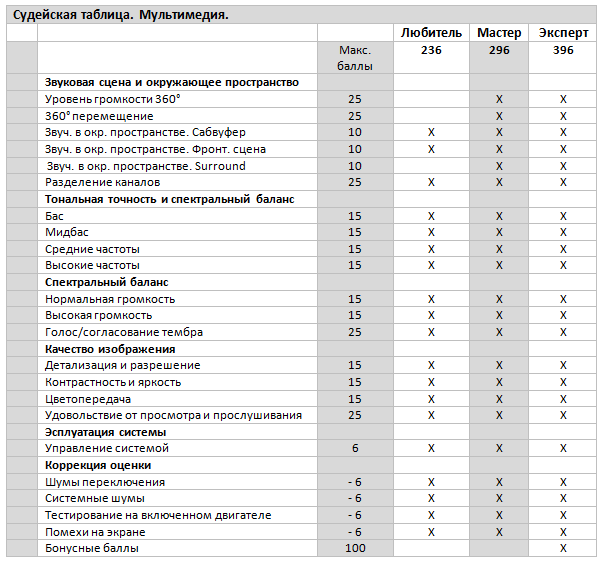 Судейская таблица. Мультимедия.
Любитель Мастер Эксперт
Макс. баллы 236 296 396
Звуковая сцена и окружающее пространство
Уровень громкости 360° 25 X X
360° перемещение 25 X X
Звуч. в окр. пространстве. Сабвуфер 10 X X X
Звуч. в окр. пространстве. Фронт. сцена 10 X X X
Звуч. в окр. пространстве. Surround 10 X X
Разделение каналов 25 X X X
Тональная точность и спектральный баланс
Бас 15 X X X
Мидбас 15 X X X
Средние частоты 15 X X X
Высокие частоты 15 X X X
Спектральный баланс
Нормальная громкость 15 X X X
Высокая громкость 15 X X X
Голос/согласование тембра 25 X X X
Качество изображения
Детализация и разрешение 15 X X X
Контрастность и яркость 15 X X X
Цветопередача 15 X X X
Удовольствие от просмотра и прослушивания 25 X X X
Эсплуатация системы
Управление системой 6 X X X
Коррекция оценки
Шумы переключения - 6 X X X
Системные шумы - 6 X X X
Тестирование на включенном двигателе - 6 X X X
Помехи на экране - 6 X X X
Бонусные баллы 100 X